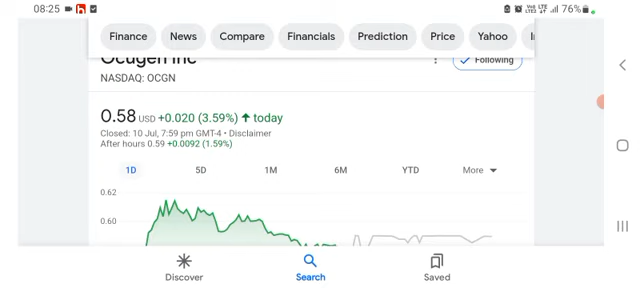 08:25
76%
Finance News Compare Financials Prediction Price Yahoo
Ocugen Inc
Following
NASDAQ: OCGN
0.58 USD +0.020 (3.59%) today
Closed: 10 Jul, 7:59 pm GMT-4 • Disclaimer
After hours 0.59 +0.0092 (1.59%)
1D 5D 1M 6M YTD More
0.62
0.60
Discover Search Saved